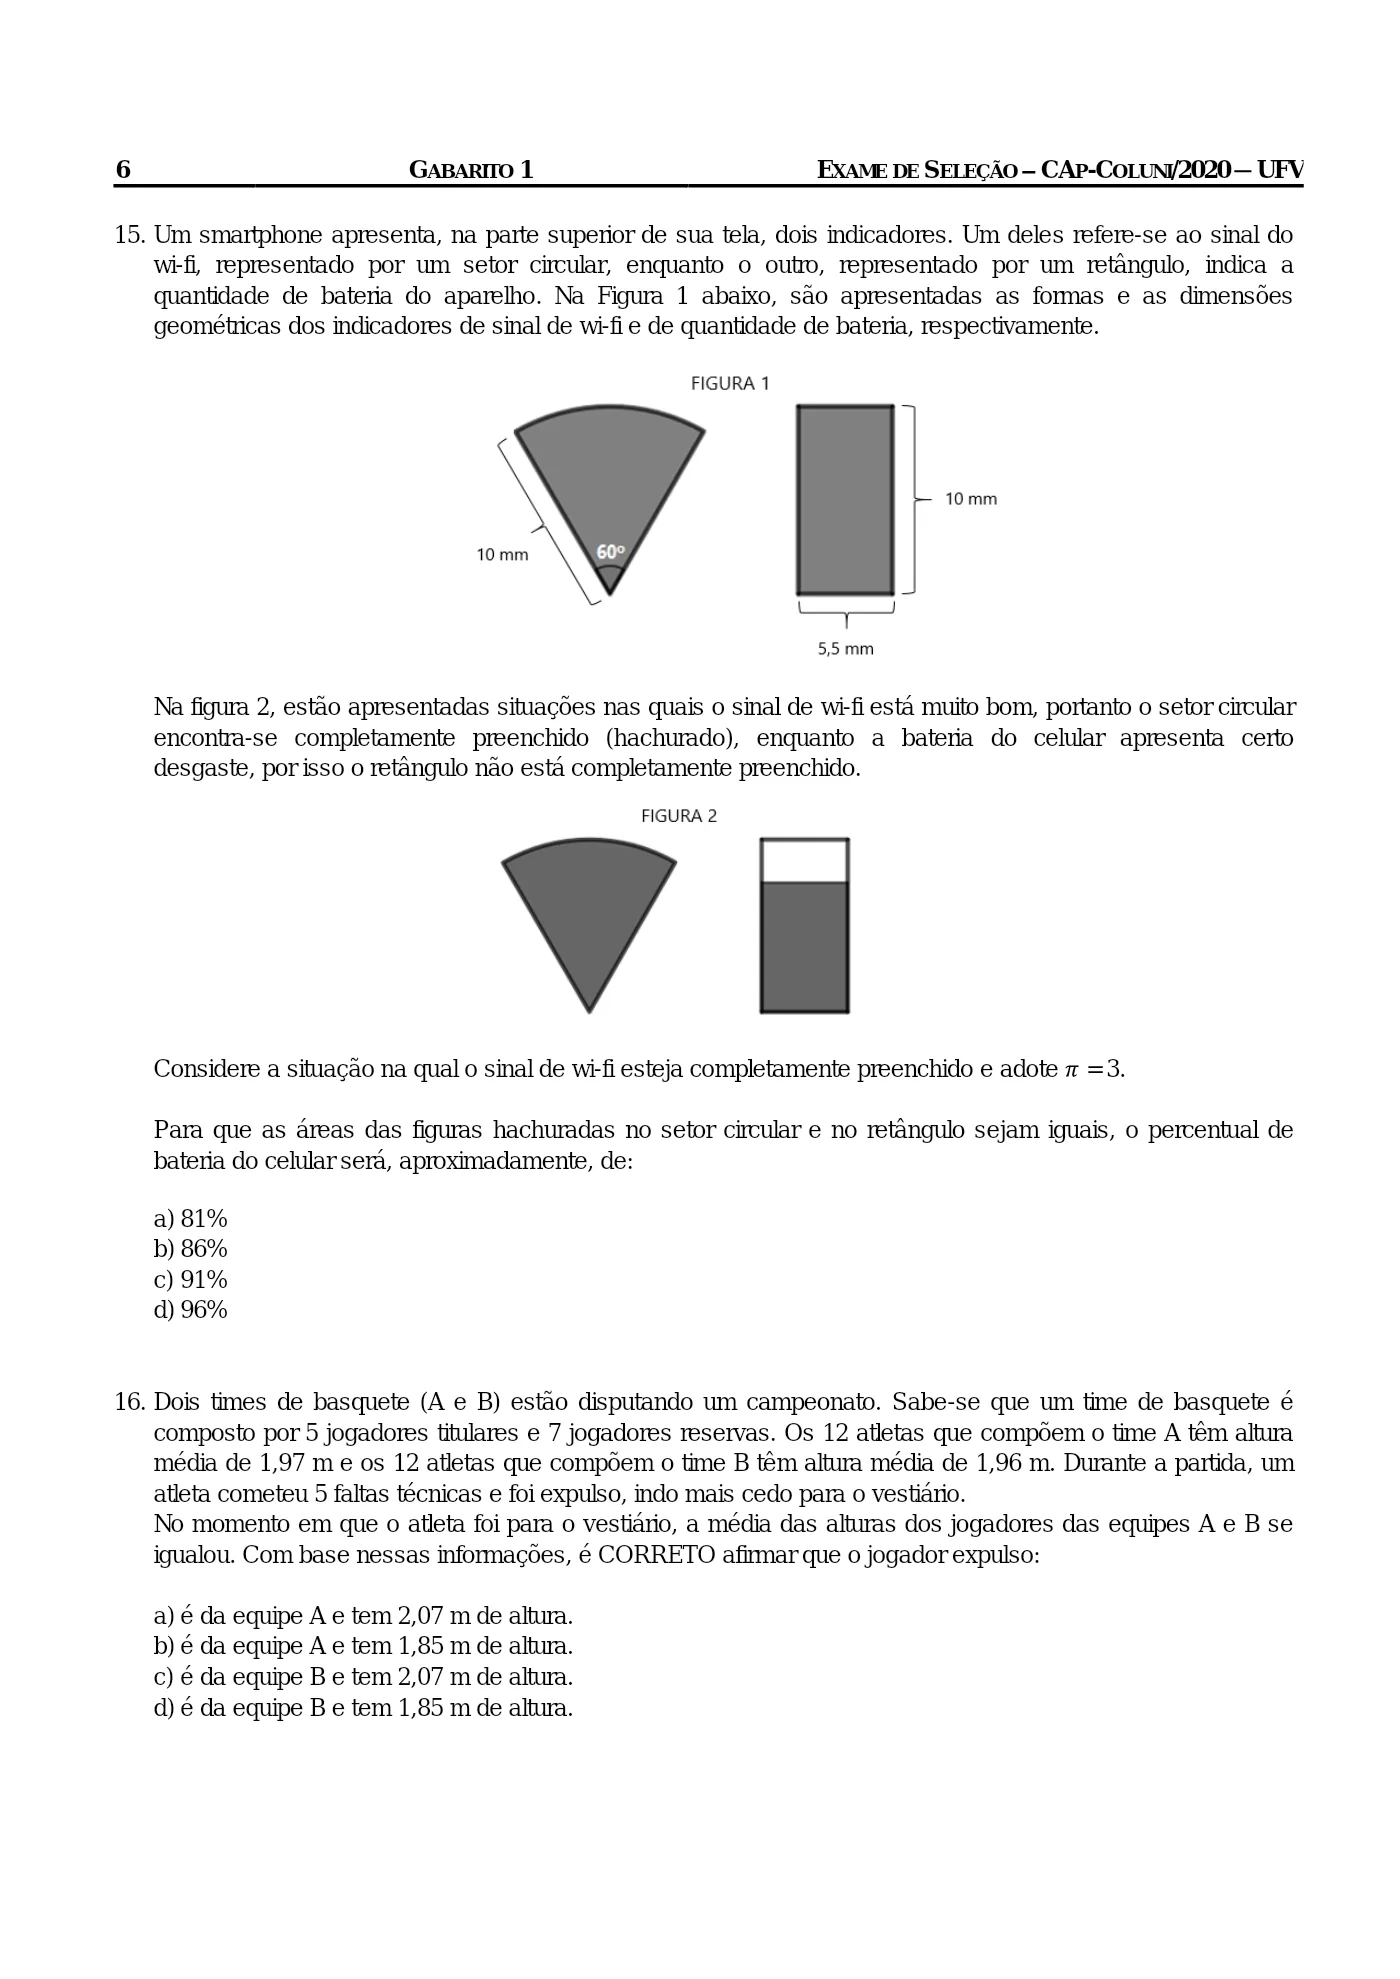 6 GABARITO 1 EXAME DE SELEÇÃO – CAP-COLUNI/2020 — UFV
15. Um smartphone apresenta, na parte superior de sua tela, dois indicadores. Um deles refere-se ao sinal do
wi-fi, representado por um setor circular, enquanto o outro, representado por um retângulo, indica a
quantidade de bateria do aparelho. Na Figura 1 abaixo, são apresentadas as formas e as dimensões
geométricas dos indicadores de sinal de wi-fi e de quantidade de bateria, respectivamente.
FIGURA 1
10 mm
60º
10 mm
5,5 mm
Na figura 2, estão apresentadas situações nas quais o sinal de wi-fi está muito bom, portanto o setor circular
encontra-se completamente preenchido (hachurado), enquanto a bateria do celular apresenta certo
desgaste, por isso o retângulo não está completamente preenchido.
FIGURA 2
Considere a situação na qual o sinal de wi-fi esteja completamente preenchido e adote π = 3.
Para que as áreas das figuras hachuradas no setor circular e no retângulo sejam iguais, o percentual de
bateria do celular será, aproximadamente, de:
a) 81%
b) 86%
c) 91%
d) 96%
16. Dois times de basquete (A e B) estão disputando um campeonato. Sabe-se que um time de basquete é
composto por 5 jogadores titulares e 7 jogadores reservas. Os 12 atletas que compõem o time A têm altura
média de 1,97 m e os 12 atletas que compõem o time B têm altura média de 1,96 m. Durante a partida, um
atleta cometeu 5 faltas técnicas e foi expulso, indo mais cedo para o vestiário.
No momento em que o atleta foi para o vestiário, a média das alturas dos jogadores das equipes A e B se
igualou. Com base nessas informações, é CORRETO afirmar que o jogador expulso:
a) é da equipe A e tem 2,07 m de altura.
b) é da equipe A e tem 1,85 m de altura.
c) é da equipe B e tem 2,07 m de altura.
d) é da equipe B e tem 1,85 m de altura.